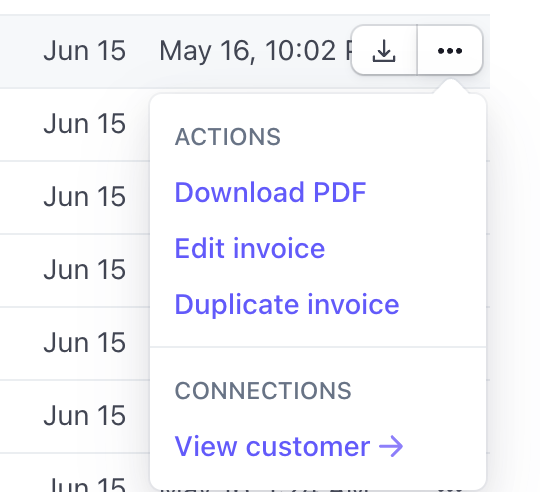 Jun 15 May 16, 10:02
Jun 15
ACTIONS
Jun 15
Download PDF
Edit invoice
Jun 15
Duplicate invoice
Jun 15
CONNECTIONS
Jun 15
View customer →
Jun 15